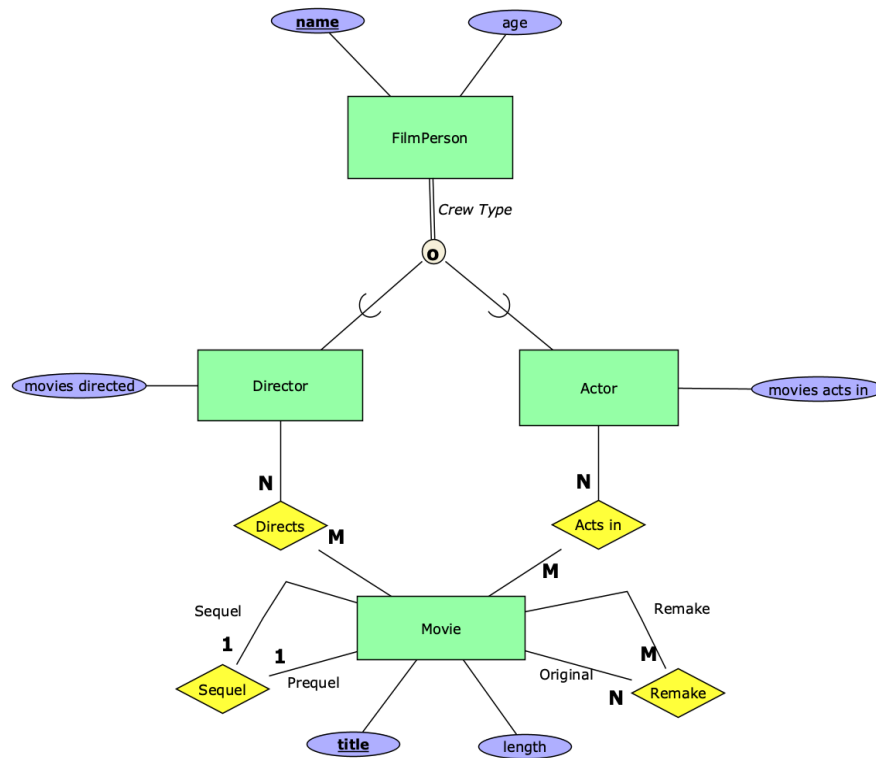 name
age
FilmPerson
Crew Type
O
Director
Actor
movies directed
movies acts in
N
N
Directs
Acts in
M
M
Sequel
Remake
Movie
1
1
M
Sequel
Prequel
Original
N
Remake
title
length